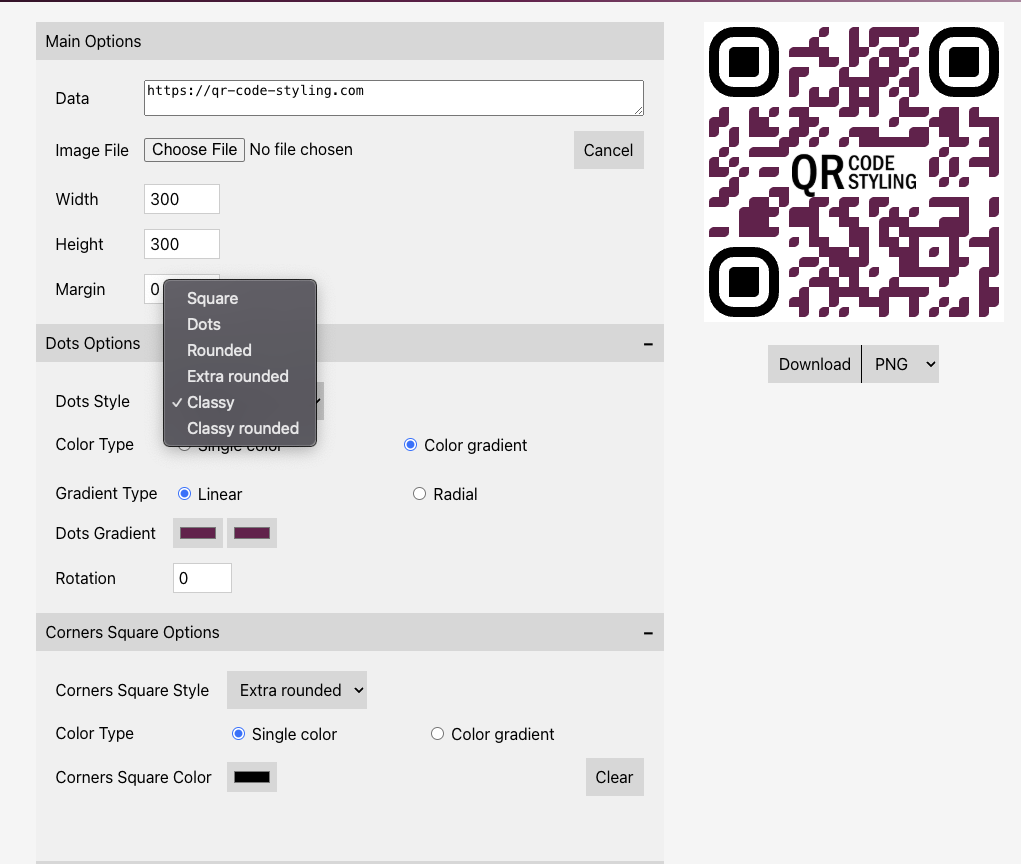 Main Options
Data
https://qr-code-styling.com
Image File
Choose File No file chosen
Cancel
Width
300
Height
300
Margin
0
Square
Dots
Rounded
Extra rounded
✓ Classy
Classy rounded
Dots Options
−
Dots Style
Color Type
Single color
Color gradient
Gradient Type
Linear
Radial
Dots Gradient
Rotation
0
Corners Square Options
−
Corners Square Style
Extra rounded
Color Type
Single color
Color gradient
Corners Square Color
Clear
QR CODE
STYLING
Download
PNG